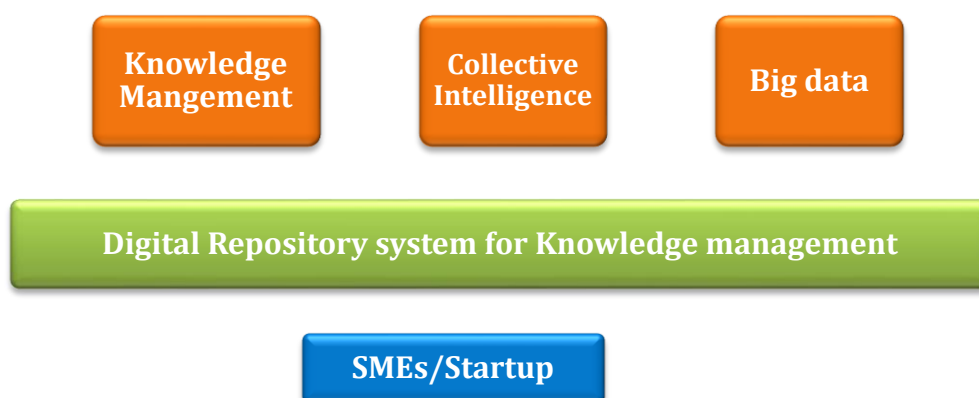 Knowledge
Mangement
Collective
Intelligence
Big data
Digital Repository system for Knowledge management
SMEs/Startup